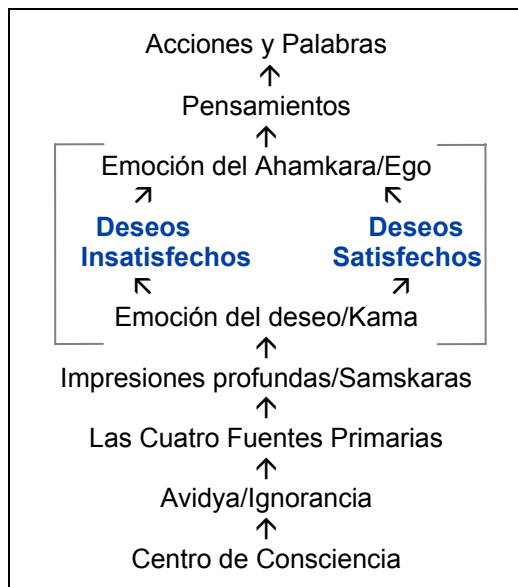 Acciones y Palabras
↑
Pensamientos
↑
Emoción del Ahamkara/Ego
↗ ↖
Deseos Deseos
Insatisfechos Satisfechos
↖ ↗
Emoción del deseo/Kama
↑
Impresiones profundas/Samskaras
↑
Las Cuatro Fuentes Primarias
↑
Avidya/Ignorancia
↑
Centro de Consciencia